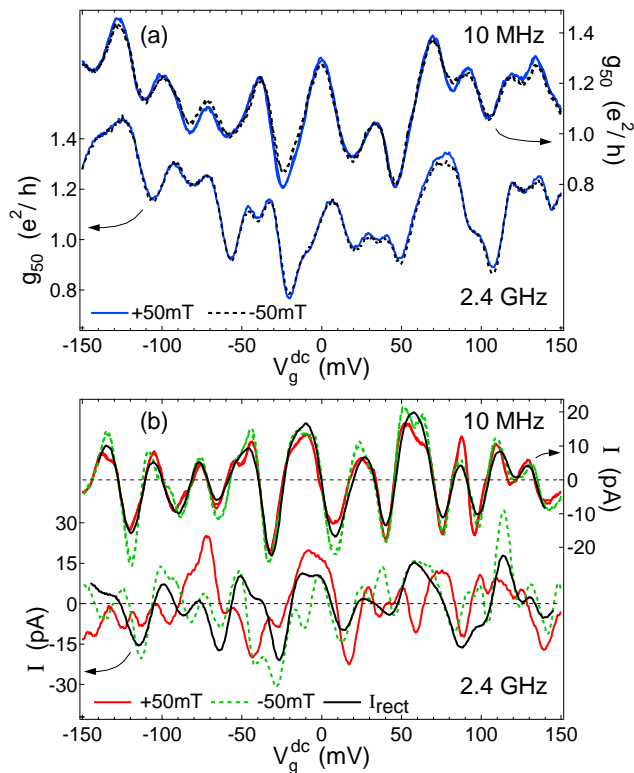 (a)
10 MHz
1.4
1.2
1.0
0.8
g50 (e2/h)
1.4
1.2
1.0
0.8
g50 (e2/h)
2.4 GHz
+50mT -50mT
-150 -100 -50 0 50 100 150
Vgdc (mV)
(b)
10 MHz
20
10
0
-10
-20
I (pA)
30
15
0
-15
-30
I (pA)
2.4 GHz
+50mT -50mT Irect
-150 -100 -50 0 50 100 150
Vgdc (mV)